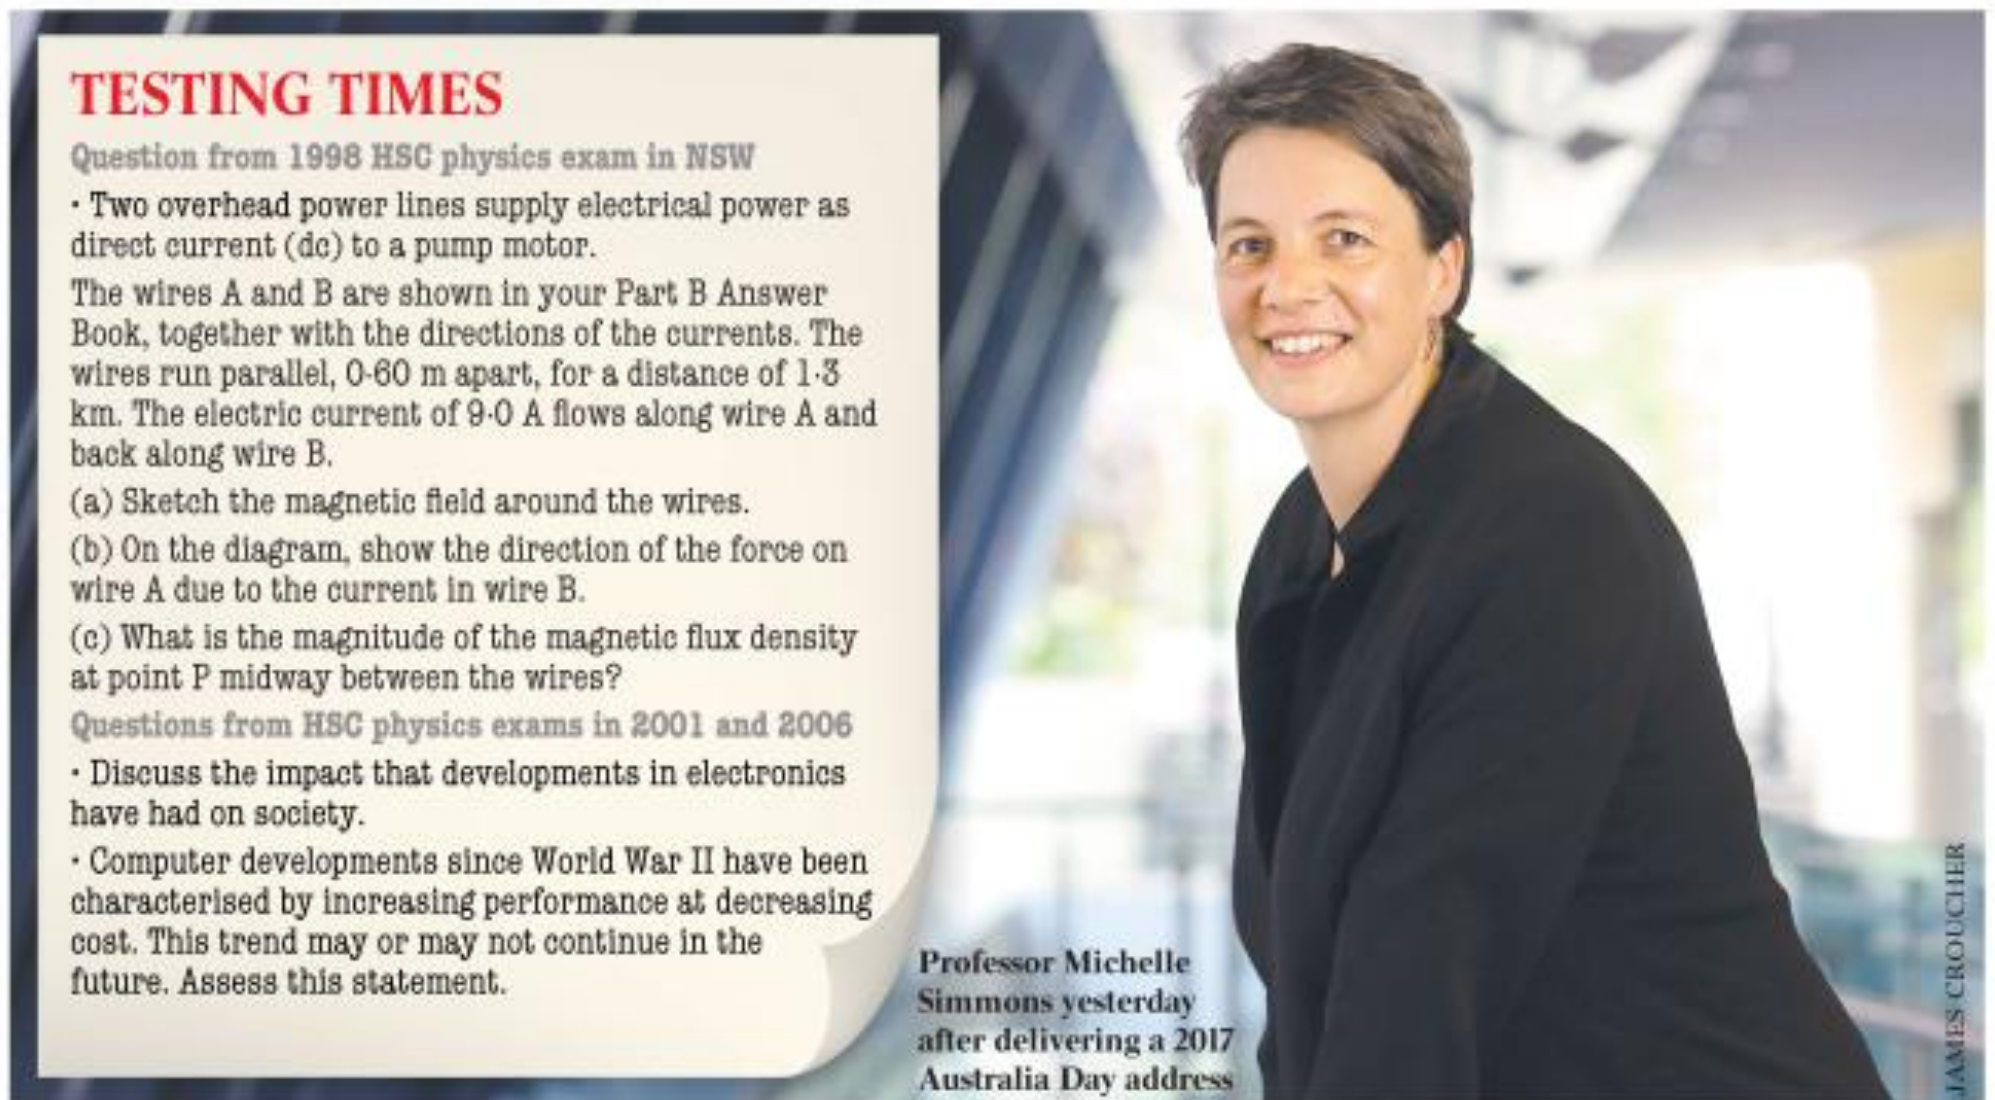 TESTING TIMES
Question from 1998 HSC physics exam in NSW
· Two overhead power lines supply electrical power as
direct current (dc) to a pump motor.
The wires A and B are shown in your Part B Answer
Book, together with the directions of the currents. The
wires run parallel, 0·60 m apart, for a distance of 1·3
km. The electric current of 9·0 A flows along wire A and
back along wire B.
(a) Sketch the magnetic field around the wires.
(b) On the diagram, show the direction of the force on
wire A due to the current in wire B.
(c) What is the magnitude of the magnetic flux density
at point P midway between the wires?
Questions from HSC physics exams in 2001 and 2006
· Discuss the impact that developments in electronics
have had on society.
· Computer developments since World War II have been
characterised by increasing performance at decreasing
cost. This trend may or may not continue in the
future. Assess this statement.
Professor Michelle
Simmons yesterday
after delivering a 2017
Australia Day address
JAMES CROUCHER